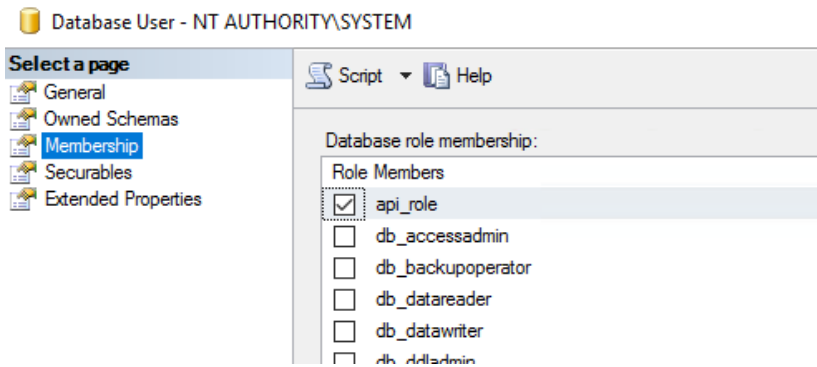 Database User - NT AUTHORITY\SYSTEM
Select a page
General
Owned Schemas
Membership
Securables
Extended Properties
Script Help
Database role membership:
Role Members
api_role
db_accessadmin
db_backupoperator
db_datareader
db_datawriter
db_ddladmin